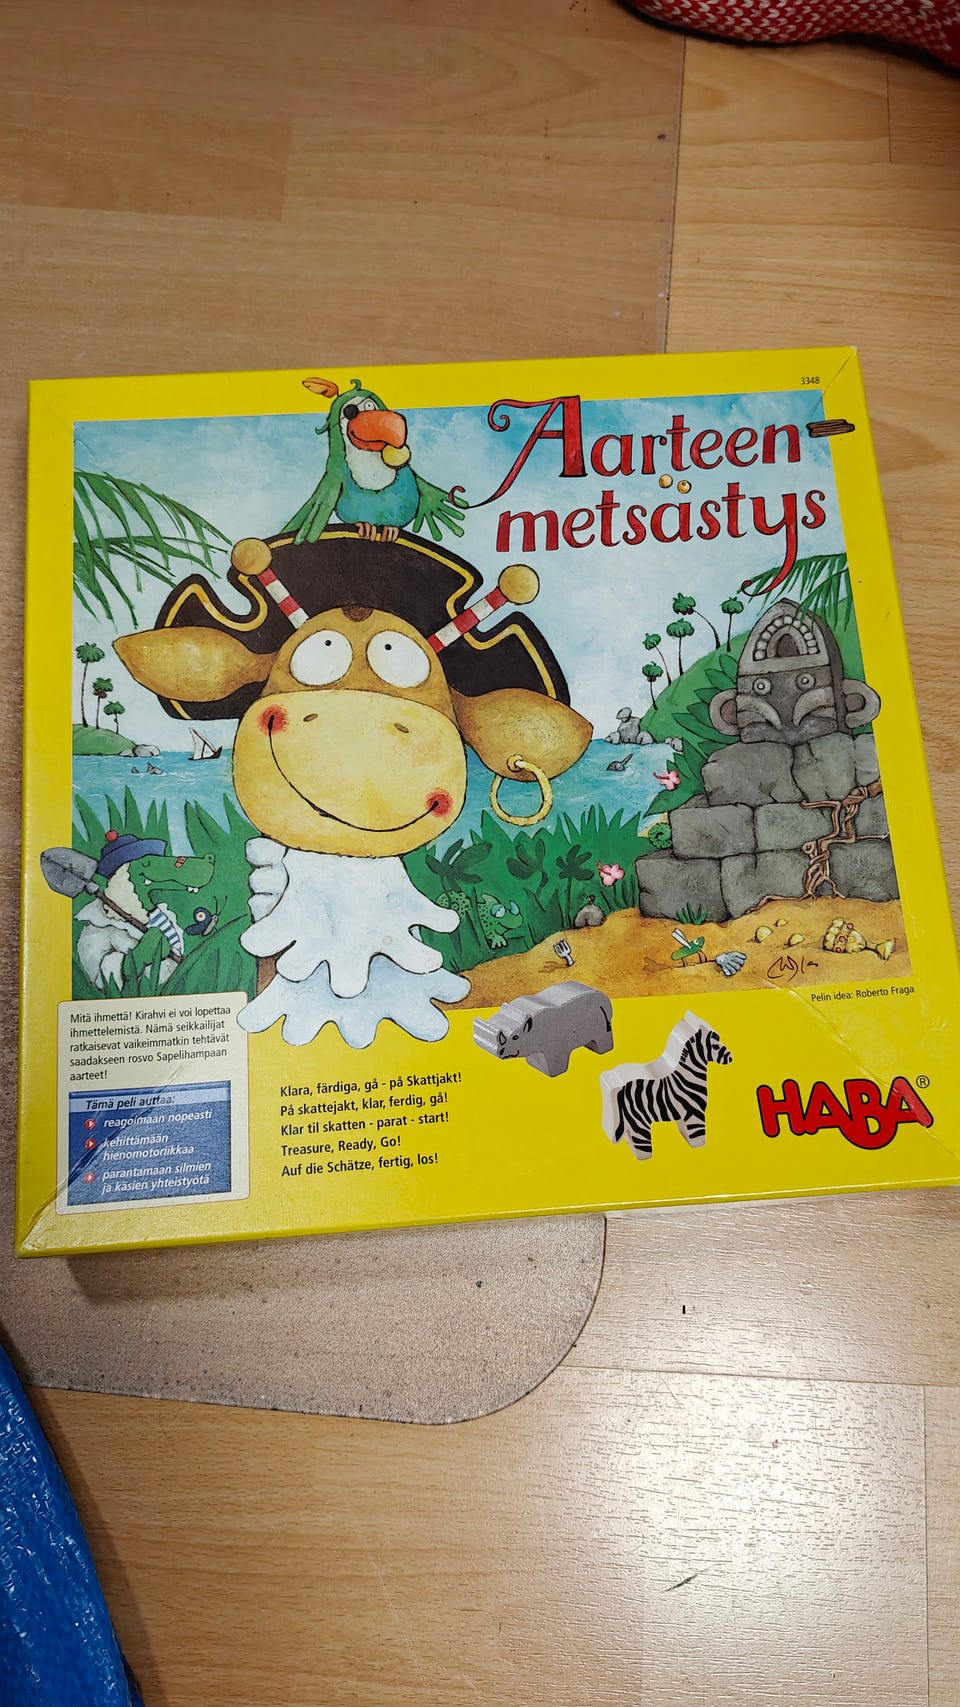 3348
Aarteen
metsästys
Pelin idea: Roberto Fraga
Mitä ihmettä! Kirahvi ei voi lopettaa
ihmettelemistä. Nämä seikkailijat
ratkaisevat vaikeimmatkin tehtävät
saadakseen rosvo Sapelihampaan
aarteet!
Tämä peli auttaa:
reagoimaan nopeasti
kehittämään
hienomotoriikkaa
parantamaan silmien
ja käsien yhteistyötä
Klara, färdiga, gå - på Skattjakt!
På skattejakt, klar, ferdig, gå!
Klar til skatten - parat - start!
Treasure, Ready, Go!
Auf die Schätze, fertig, los!
HABA®